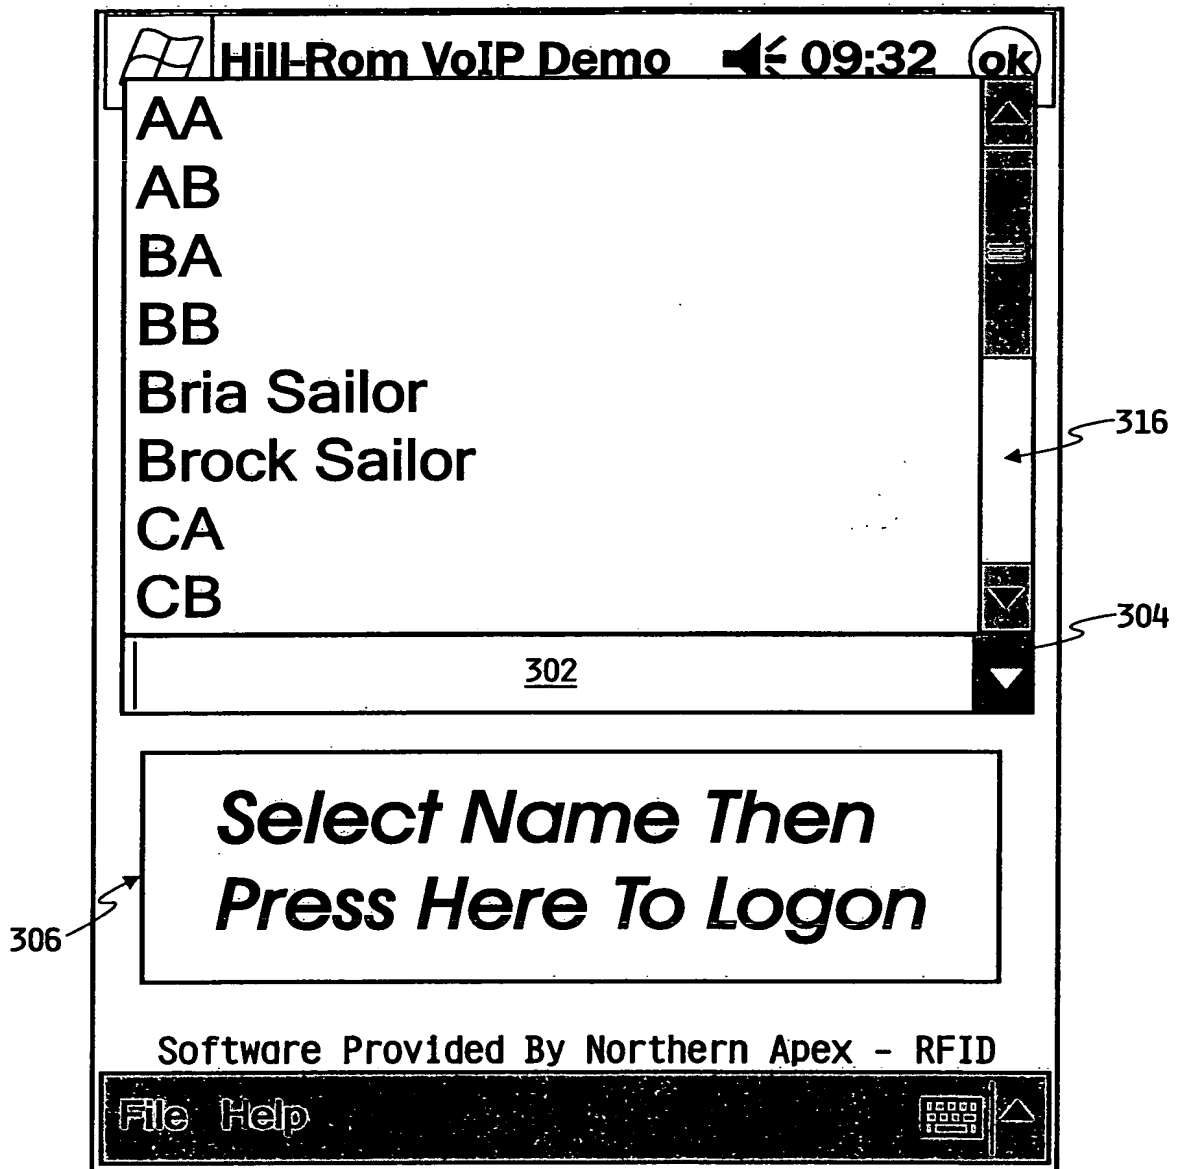 Hill-Rom VoIP Demo 09:32 ok
AA
AB
BA
BB
Bria Sailor
Brock Sailor
CA
CB
316
304
302
Select Name Then
Press Here To Logon
306
Software Provided By Northern Apex - RFID
File Help